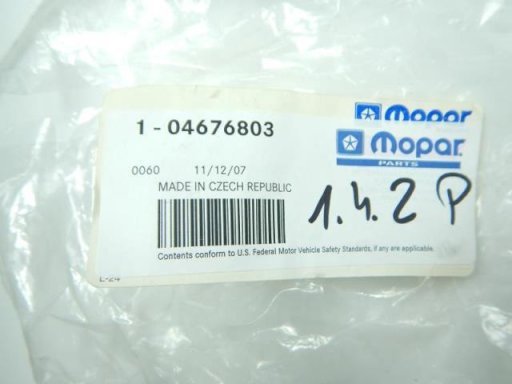 Mopar
1 - 04676803
Mopar
PARTS
0060 11/12/07
MADE IN CZECH REPUBLIC
1.4.2 P
Contents conform to U.S. Federal Motor Vehicle Safety Standards, if any are applicable.